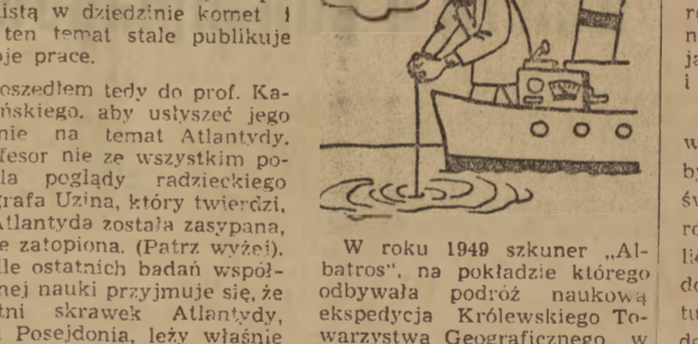 istą w dziedzinie komet i
ten temat stale publikuje
oje prace.
oszedłem tedy do prof. Ka-
ńskiego. aby usłyszeć jego
nie na temat Atlantydy.
fesor nie ze wszystkim po-
la poglądy radzieckiego
grafa Uzina, który twierdzi,
Atlantyda została zasypana,
e zatopiona. (Patrz wyżej).
dle ostatnich badań współ-
nej nauki przyjmuje się, że
tni skrawek Atlantydy,
Posejdonia, leży właśnie
W roku 1949 szkuner „Al-
batros“, na pokładzie którego
odbywała podróż naukową
ekspedycja Królewskiego To-
warzystwa Geograficznego w